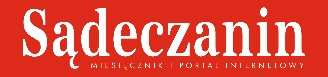 Sądeczanin
MIESIĘCZNIK I PORTAL INTERNETOWY